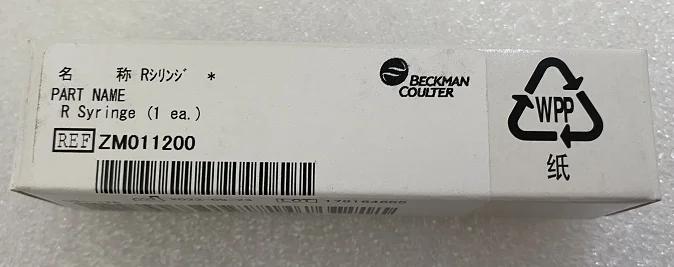 名 称 Rシリンジ *
PART NAME
R Syringe (1 ea.)
REF ZM011200
BECKMAN
COULTER
WPP
纸